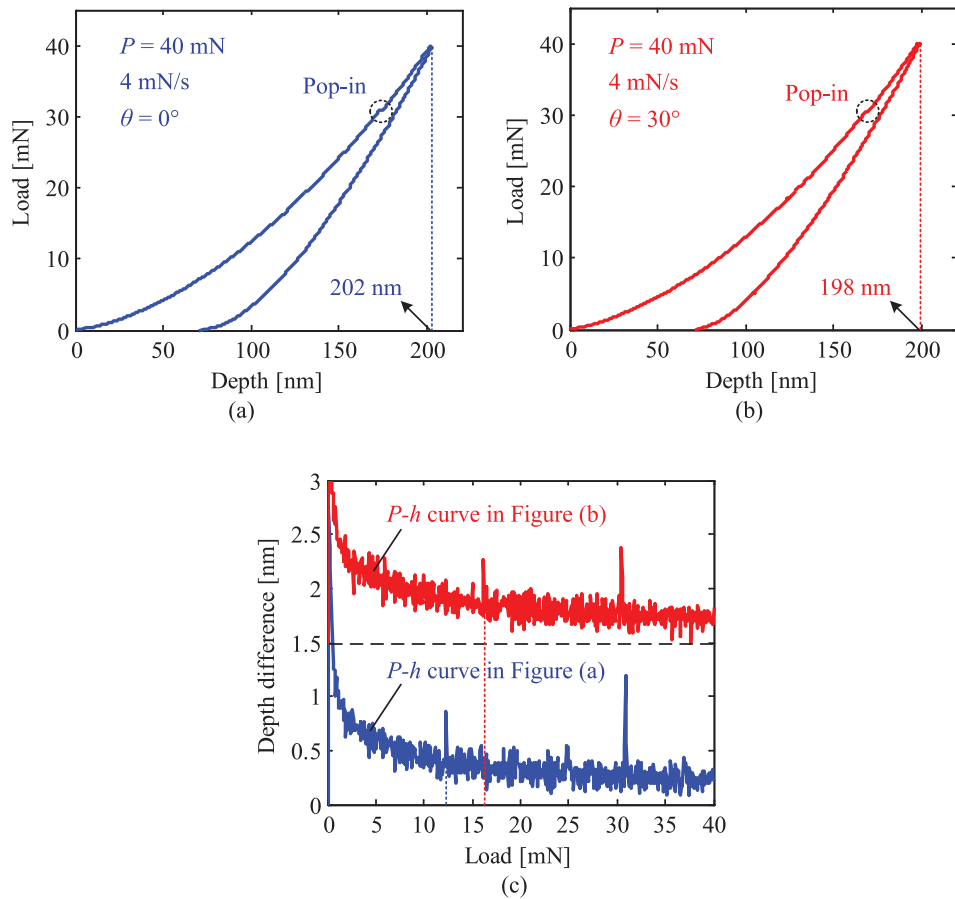 P = 40 mN
4 mN/s
θ = 0°
Pop-in
202 nm
Load [mN]
40
30
20
10
0
0 50 100 150 200
Depth [nm]
(a)
P = 40 mN
4 mN/s
θ = 30°
Pop-in
198 nm
Load [mN]
40
30
20
10
0
0 50 100 150 200
Depth [nm]
(b)
P-h curve in Figure (b)
P-h curve in Figure (a)
Depth difference [nm]
3
2.5
2
1.5
1
0.5
0
0 5 10 15 20 25 30 35 40
Load [mN]
(c)